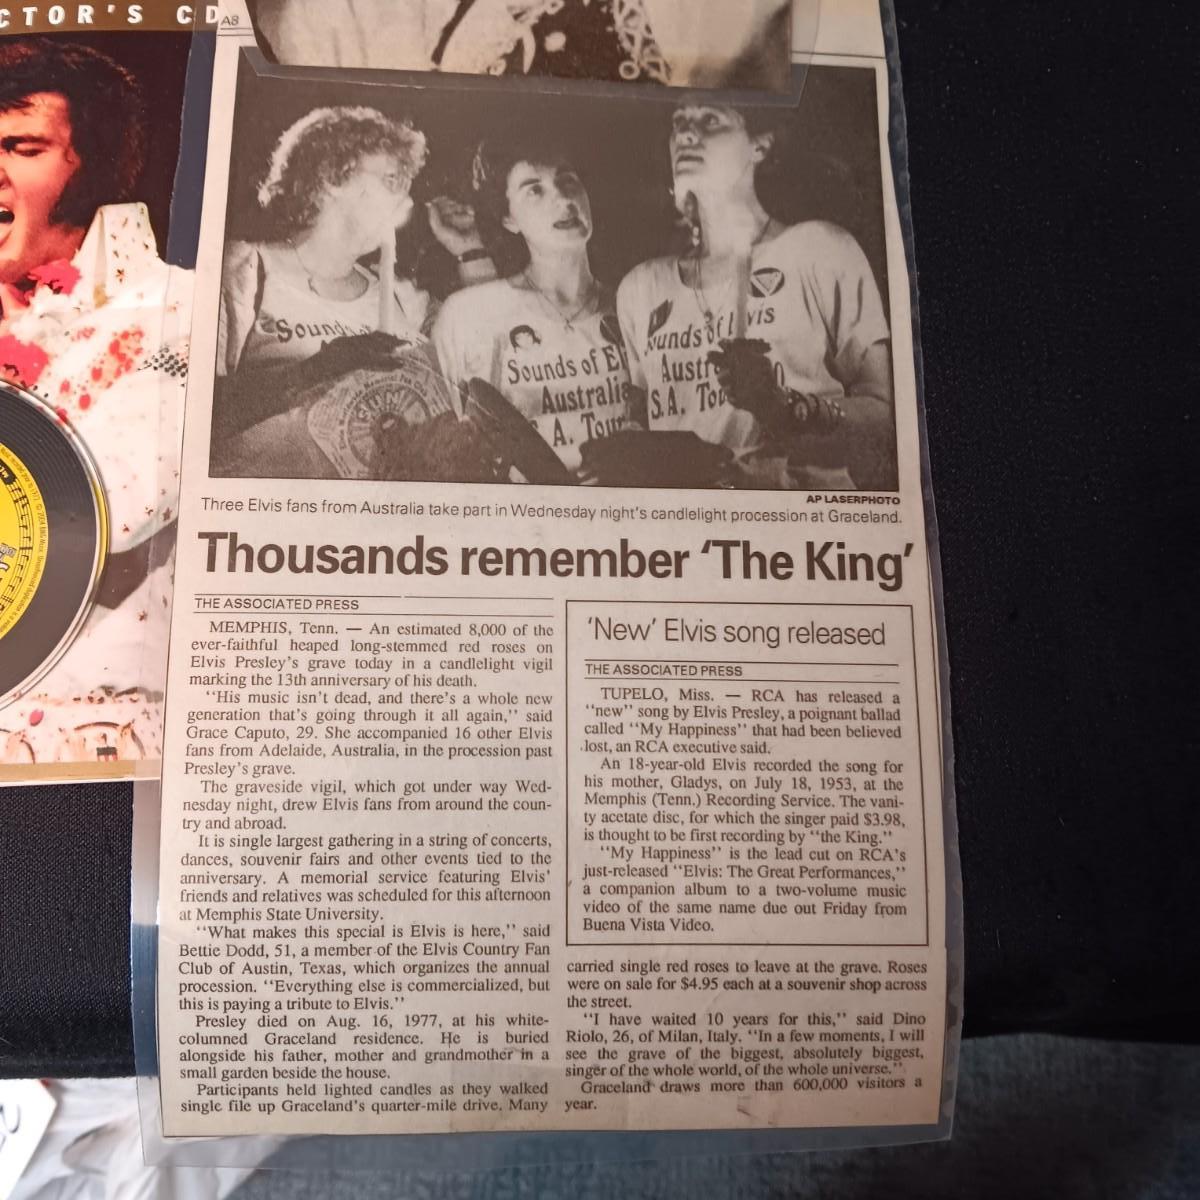 CTOR'S CD
A8
Sounds
Sounds of El
Australia
A. Tour
ounds of Elvis
Austr
S.A. Tou
AP LASERPHOTO
Three Elvis fans from Australia take part in Wednesday night's candlelight procession at Graceland.
Thousands remember 'The King'
THE ASSOCIATED PRESS
MEMPHIS, Tenn. — An estimated 8,000 of the
ever-faithful heaped long-stemmed red roses on
Elvis Presley's grave today in a candlelight vigil
marking the 13th anniversary of his death.
"His music isn't dead, and there's a whole new
generation that's going through it all again," said
Grace Caputo, 29. She accompanied 16 other Elvis
fans from Adelaide, Australia, in the procession past
Presley's grave.
The graveside vigil, which got under way Wed-
nesday night, drew Elvis fans from around the coun-
try and abroad.
It is single largest gathering in a string of concerts,
dances, souvenir fairs and other events tied to the
anniversary. A memorial service featuring Elvis'
friends and relatives was scheduled for this afternoon
at Memphis State University.
"What makes this special is Elvis is here," said
Bettie Dodd, 51, a member of the Elvis Country Fan
Club of Austin, Texas, which organizes the annual
procession. "Everything else is commercialized, but
this is paying a tribute to Elvis."
Presley died on Aug. 16, 1977, at his white-
columned Graceland residence. He is buried
alongside his father, mother and grandmother in a
small garden beside the house.
Participants held lighted candles as they walked
single file up Graceland's quarter-mile drive. Many
'New' Elvis song released
THE ASSOCIATED PRESS
TUPELO, Miss. — RCA has released a
"new" song by Elvis Presley, a poignant ballad
called "My Happiness" that had been believed
lost, an RCA executive said.
An 18-year-old Elvis recorded the song for
his mother, Gladys, on July 18, 1953, at the
Memphis (Tenn.) Recording Service. The vani-
ty acetate disc, for which the singer paid $3.98,
is thought to be first recording by "the King."
"My Happiness" is the lead cut on RCA's
just-released "Elvis: The Great Performances,"
a companion album to a two-volume music
video of the same name due out Friday from
Buena Vista Video.
carried single red roses to leave at the grave. Roses
were on sale for $4.95 each at a souvenir shop across
the street.
"I have waited 10 years for this," said Dino
Riolo, 26, of Milan, Italy. "In a few moments, I will
see the grave of the biggest, absolutely biggest,
singer of the whole world, of the whole universe."
Graceland draws more than 600,000 visitors a
year.